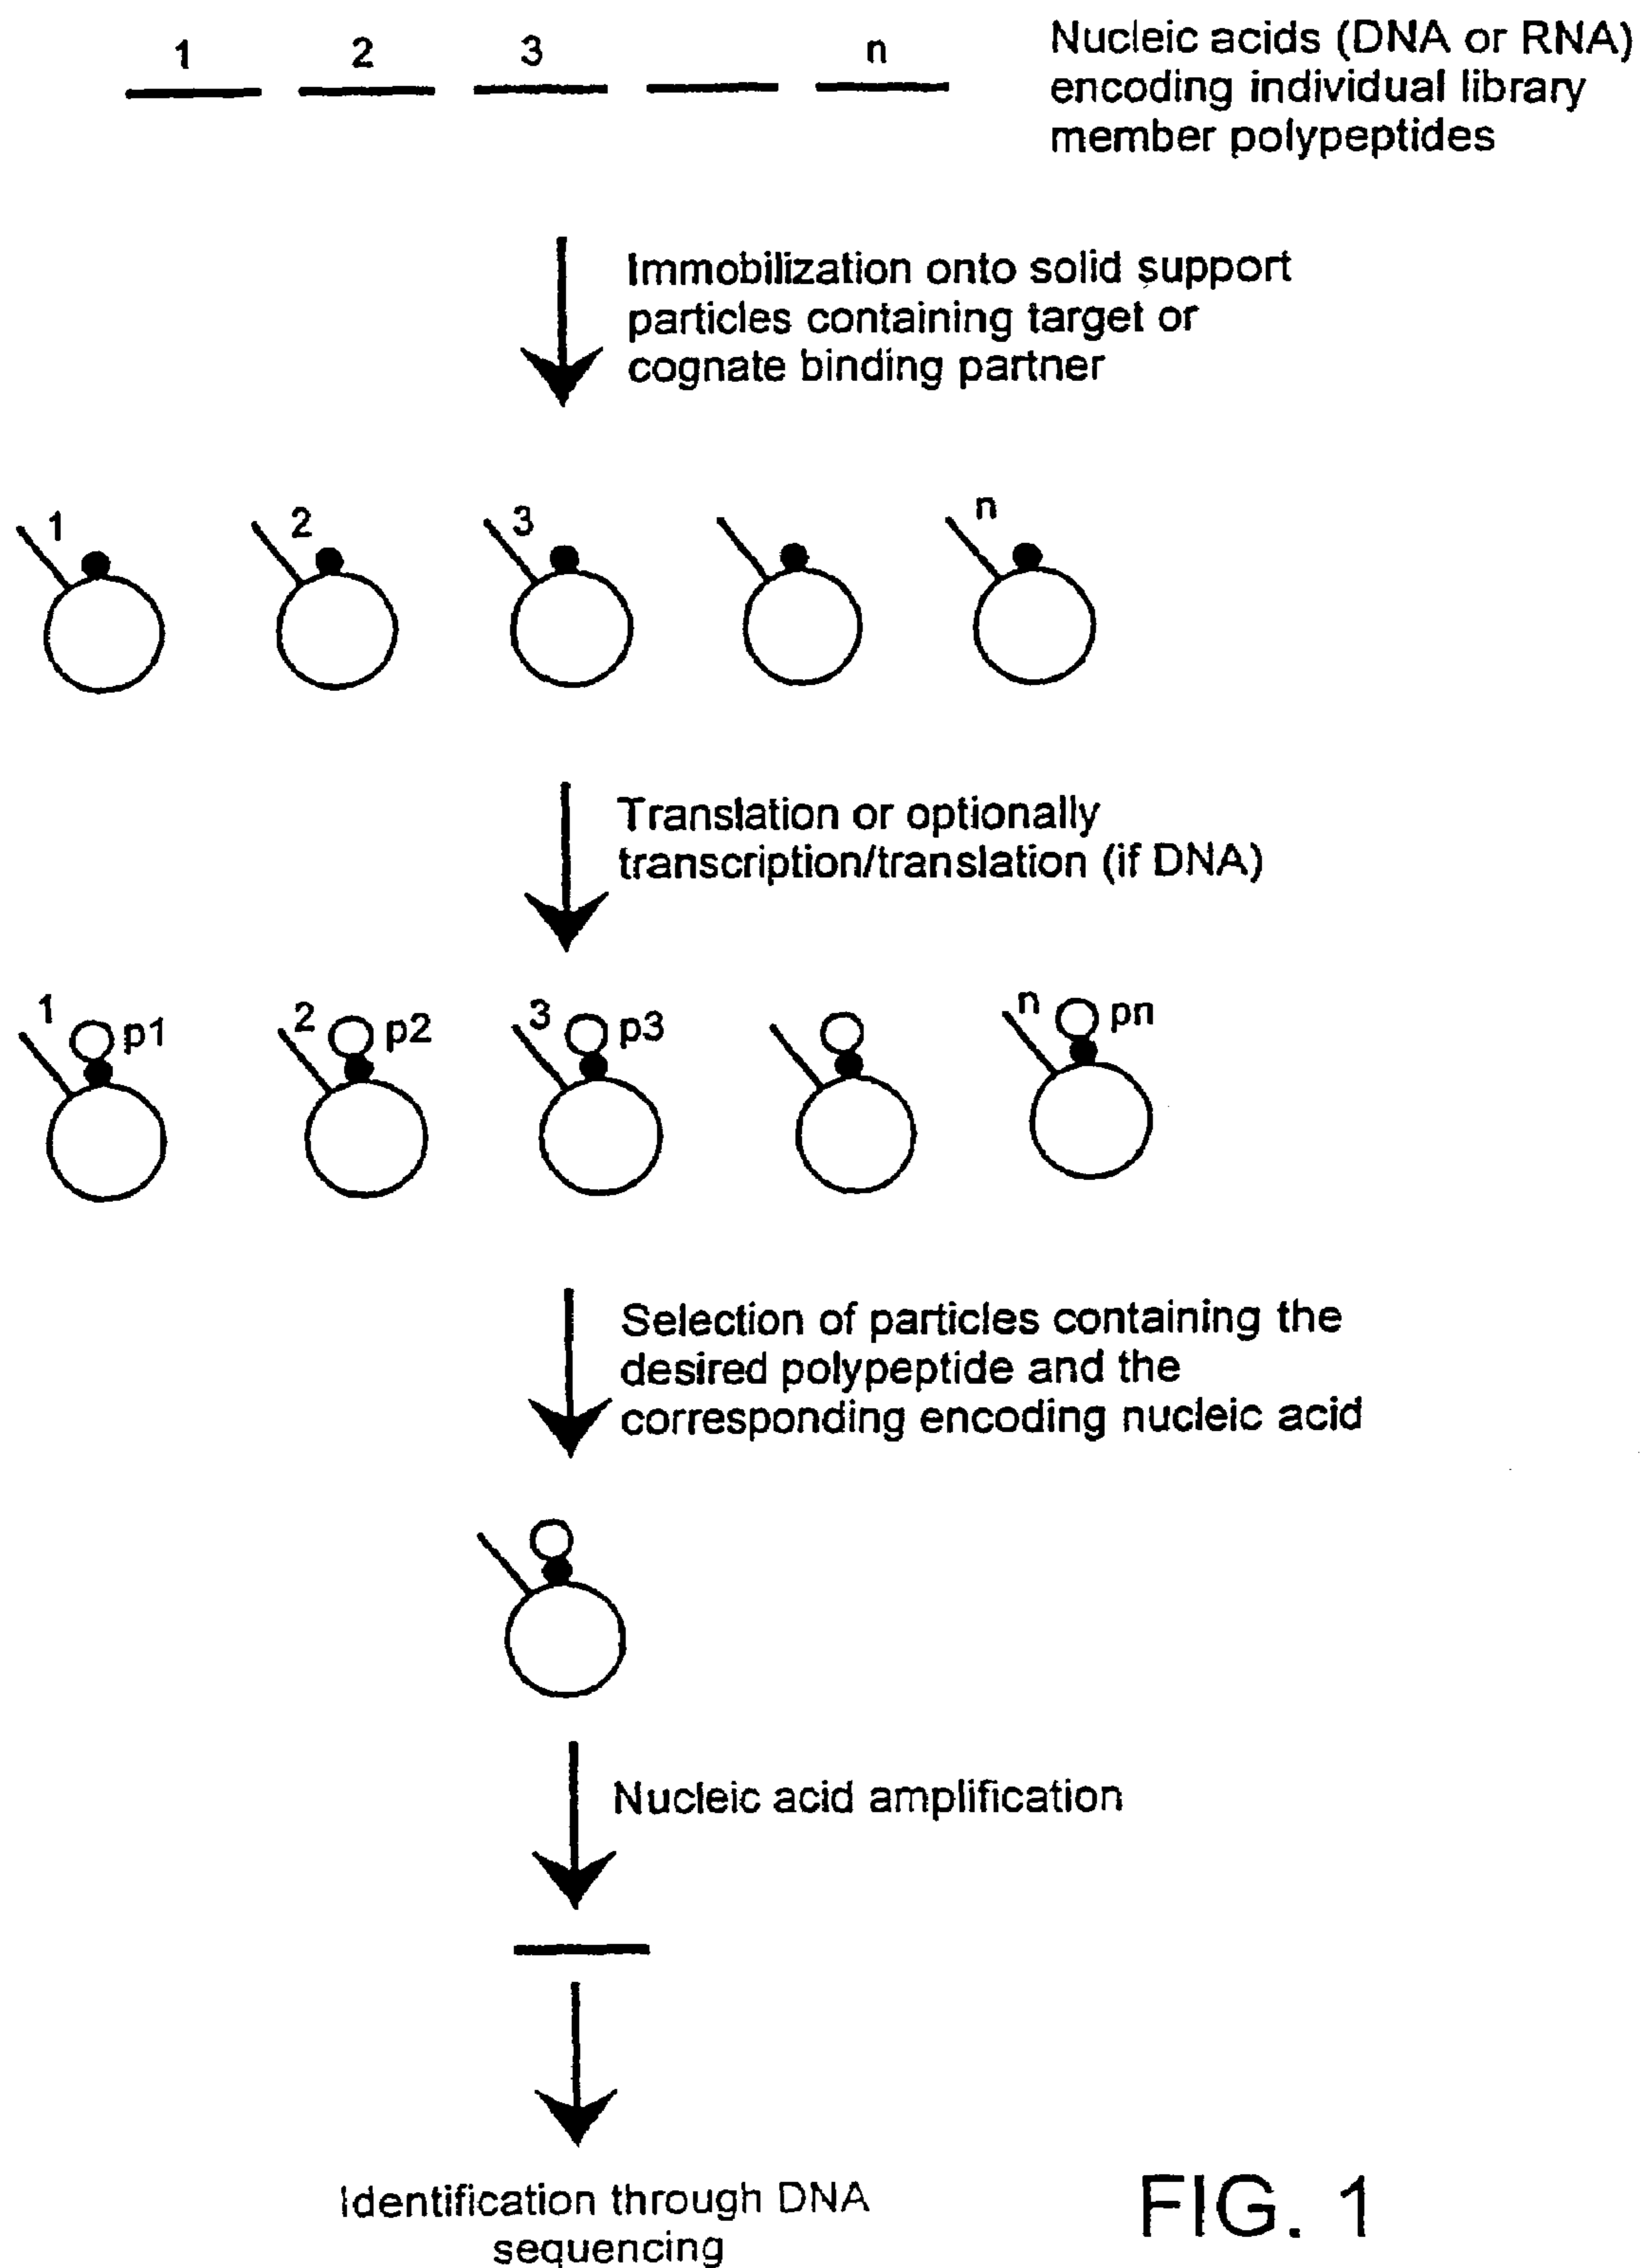 1 2 3 n
Nucleic acids (DNA or RNA)
encoding individual library
member polypeptides
Immobilization onto solid support
particles containing target or
cognate binding partner
1 2 3 n
Translation or optionally
transcription/translation (if DNA)
1 p1 2 p2 3 p3 n pn
Selection of particles containing the
desired polypeptide and the
corresponding encoding nucleic acid
Nucleic acid amplification
Identification through DNA
sequencing
FIG. 1